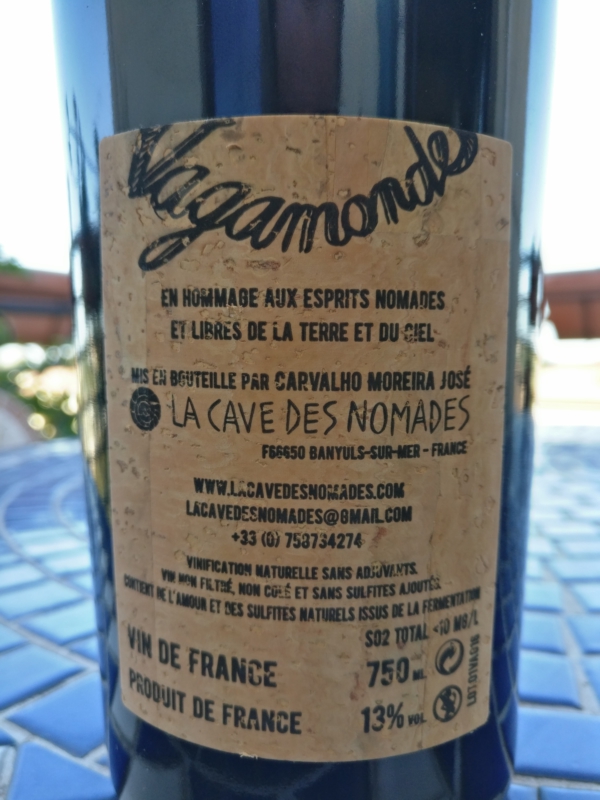 Vagamondes
EN HOMMAGE AUX ESPRITS NOMADES
ET LIBRES DE LA TERRE ET DU CIEL
MIS EN BOUTEILLE PAR CARVALHO MOREIRA JOSÉ
LA CAVE DES NOMADES
F66650 BANYULS-SUR-MER - FRANCE
WWW.LACAVEDESNOMADES.COM
LACAVEDESNOMADES@GMAIL.COM
+33 (0) 753734274
VINIFICATION NATURELLE SANS ADJUVANTS.
VIN NON FILTRÉ, NON COLÉ ET SANS SULFITES AJOUTÉS.
CONTIENT DE L'AMOUR ET DES SULFITES NATURELS ISSUS DE LA FERMENTATION
SO2 TOTAL <10 MG/L
VIN DE FRANCE 750 ML
PRODUIT DE FRANCE 13% VOL